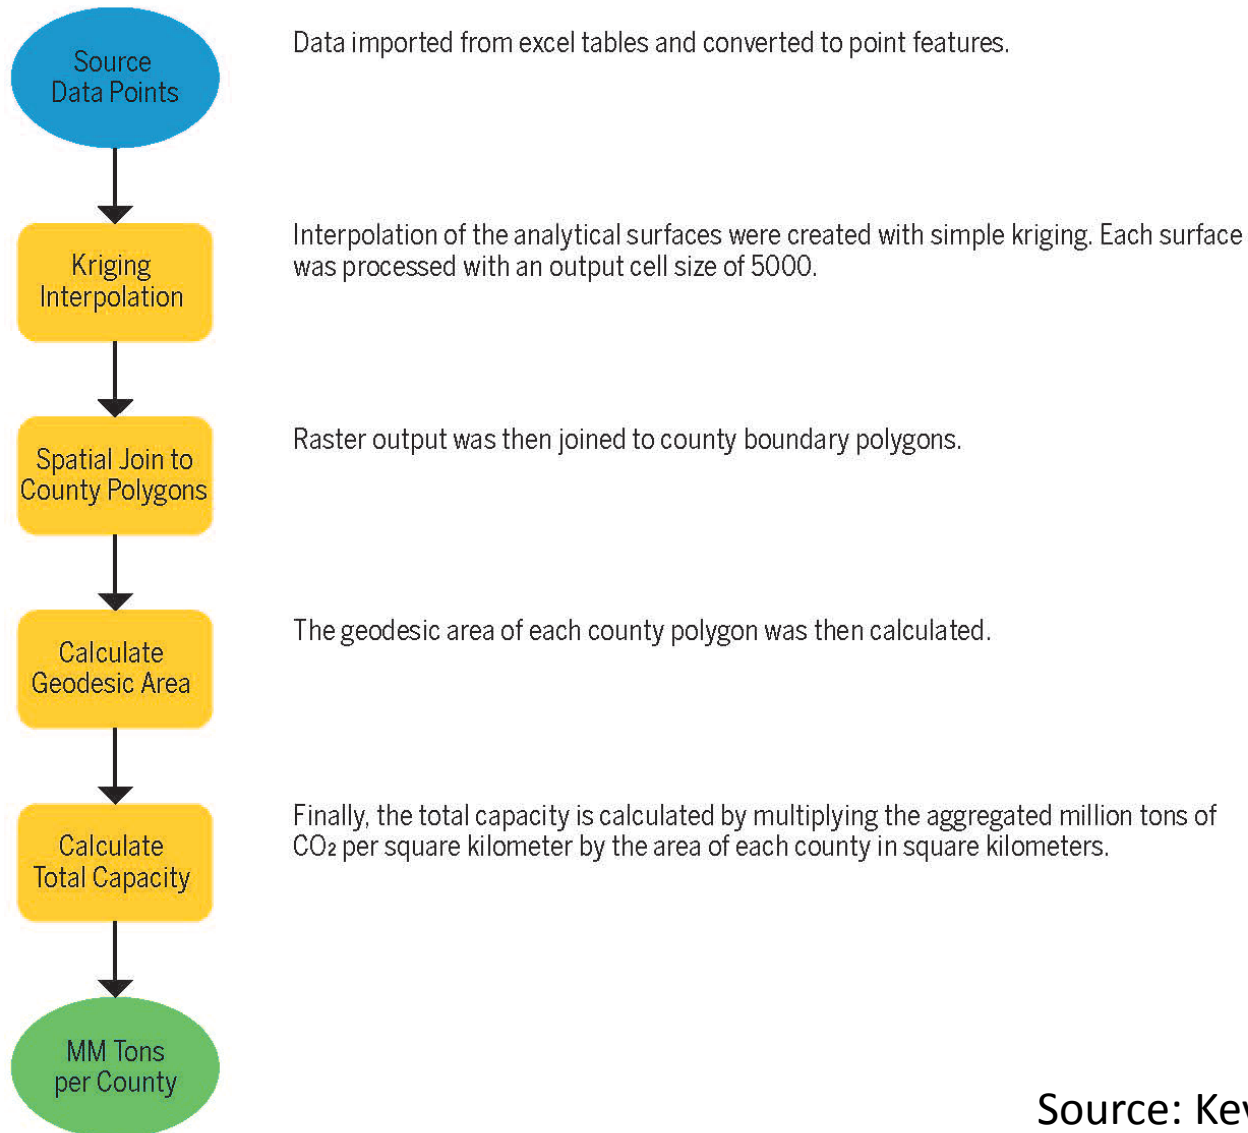 Source
Data Points
Data imported from excel tables and converted to point features.
Kriging
Interpolation
Interpolation of the analytical surfaces were created with simple kriging. Each surface
was processed with an output cell size of 5000.
Spatial Join to
County Polygons
Raster output was then joined to county boundary polygons.
Calculate
Geodesic Area
The geodesic area of each county polygon was then calculated.
Calculate
Total Capacity
Finally, the total capacity is calculated by multiplying the aggregated million tons of
CO₂ per square kilometer by the area of each county in square kilometers.
MM Tons
per County
Source: